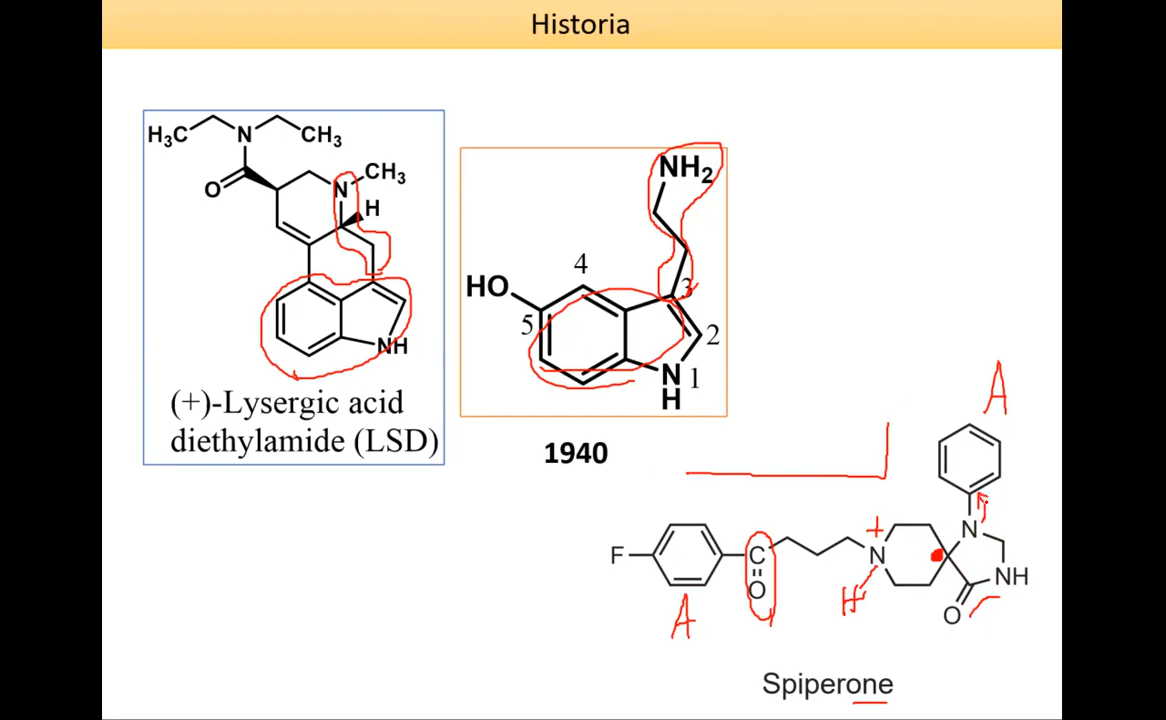 Historia
H₃C N CH₃
O N CH₃
H
NH
(+)-Lysergic acid
diethylamide (LSD)
NH₂
4
HO 3
5 2
N 1
H
1940
A
F C N N
+
O NH
H
O
A
Spiperone